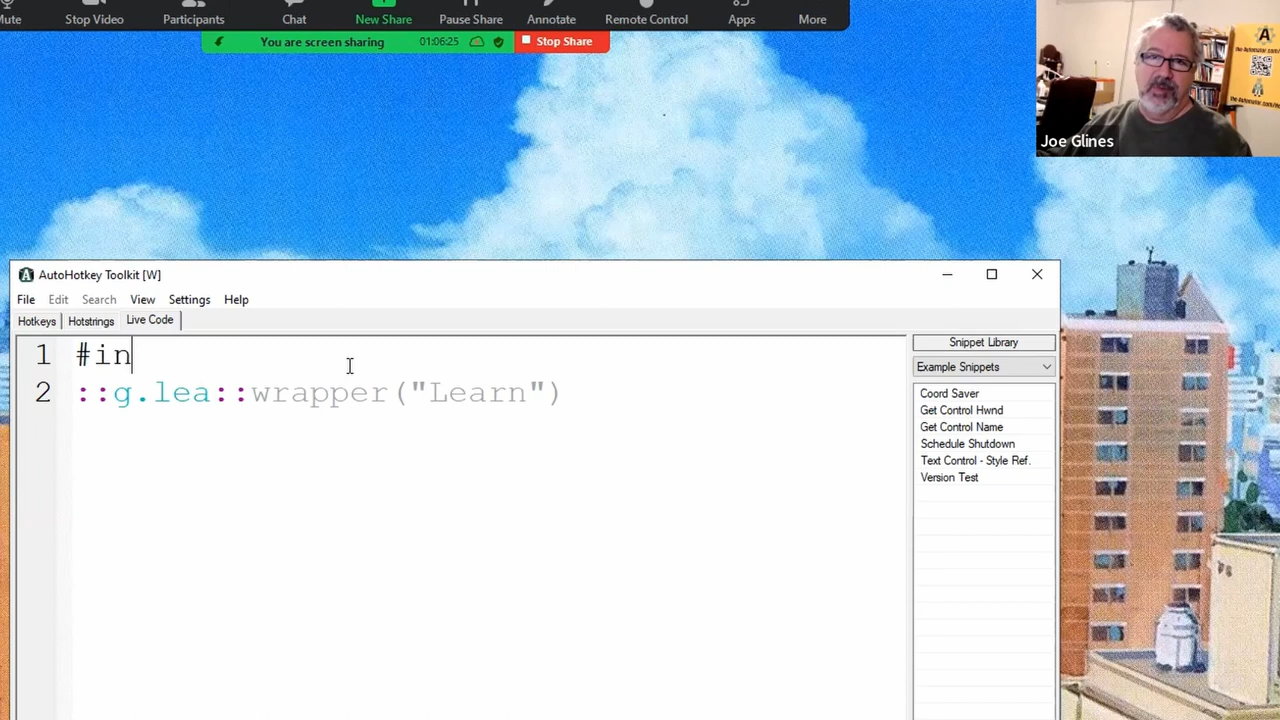 Mute Stop Video Participants Chat New Share Pause Share Annotate Remote Control Apps More
You are screen sharing 01:06:25 Stop Share
Joe Glines
AutoHotkey Toolkit [W]
File Edit Search View Settings Help
Hotkeys Hotstrings Live Code
1 #in
2 ::g.lea::wrapper("Learn")
Snippet Library
Example Snippets
Coord Saver
Get Control Hwnd
Get Control Name
Schedule Shutdown
Text Control - Style Ref.
Version Test